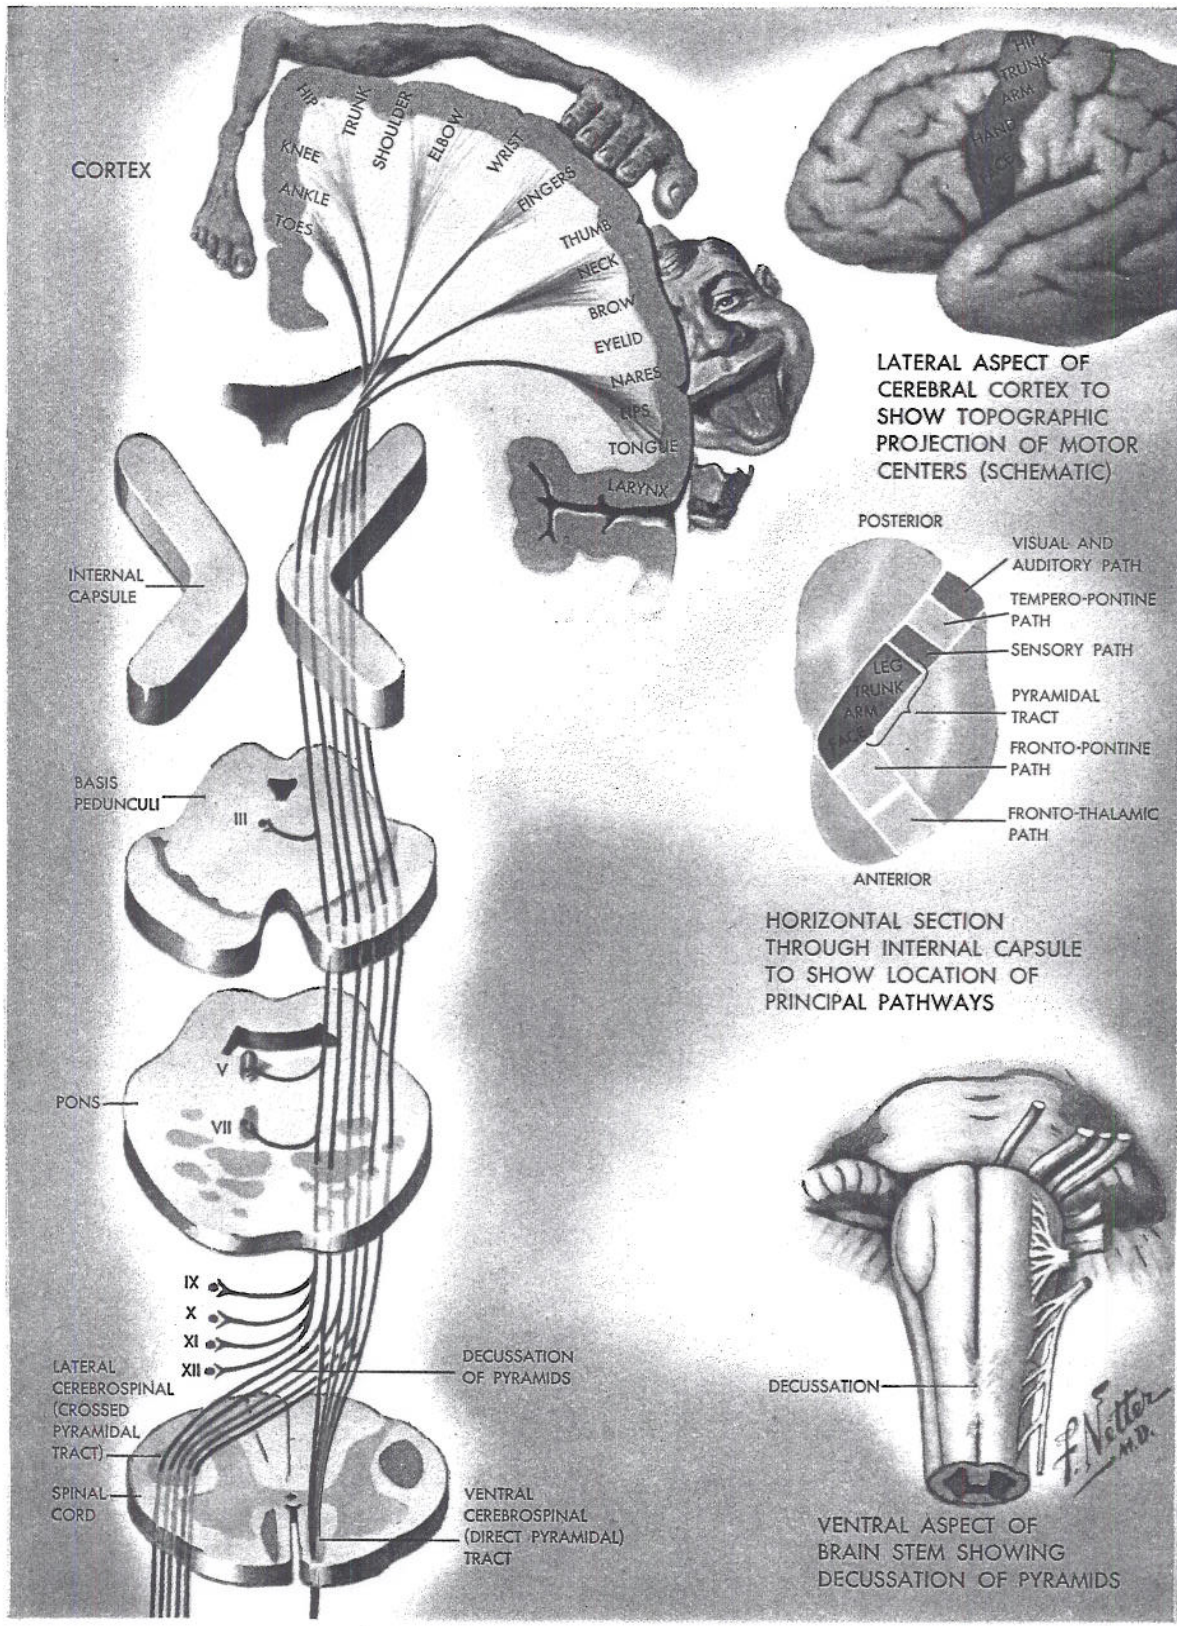 CORTEX
HIP
TRUNK
SHOULDER
ELBOW
WRIST
FINGERS
THUMB
NECK
BROW
EYELID
NARES
LIPS
TONGUE
LARYNX
KNEE
ANKLE
TOES
HIP
TRUNK
ARM
HAND
FACE
LATERAL ASPECT OF
CEREBRAL CORTEX TO
SHOW TOPOGRAPHIC
PROJECTION OF MOTOR
CENTERS (SCHEMATIC)
INTERNAL
CAPSULE
POSTERIOR
VISUAL AND
AUDITORY PATH
TEMPERO-PONTINE
PATH
SENSORY PATH
LEG
TRUNK
ARM
FACE
PYRAMIDAL
TRACT
FRONTO-PONTINE
PATH
FRONTO-THALAMIC
PATH
ANTERIOR
HORIZONTAL SECTION
THROUGH INTERNAL CAPSULE
TO SHOW LOCATION OF
PRINCIPAL PATHWAYS
BASIS
PEDUNCULI
III
PONS
V
VII
IX
X
XI
XII
LATERAL
CEREBROSPINAL
(CROSSED
PYRAMIDAL
TRACT)
SPINAL
CORD
DECUSSATION
OF PYRAMIDS
VENTRAL
CEREBROSPINAL
(DIRECT PYRAMIDAL)
TRACT
DECUSSATION
F. Netter
M.D.
VENTRAL ASPECT OF
BRAIN STEM SHOWING
DECUSSATION OF PYRAMIDS